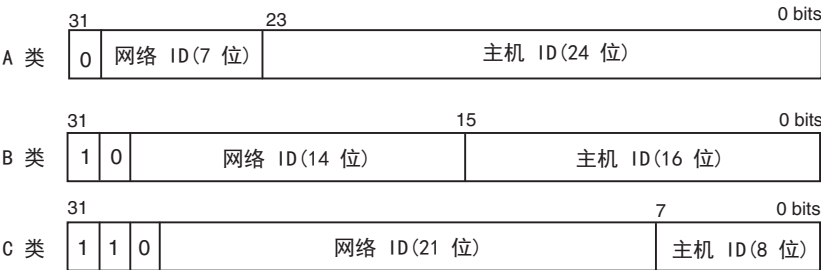 31 23 0 bits
A 类 0 网络 ID(7 位) 主机 ID(24 位)
31 15 0 bits
B 类 1 0 网络 ID(14 位) 主机 ID(16 位)
31 7 0 bits
C 类 1 1 0 网络 ID(21 位) 主机 ID(8 位)